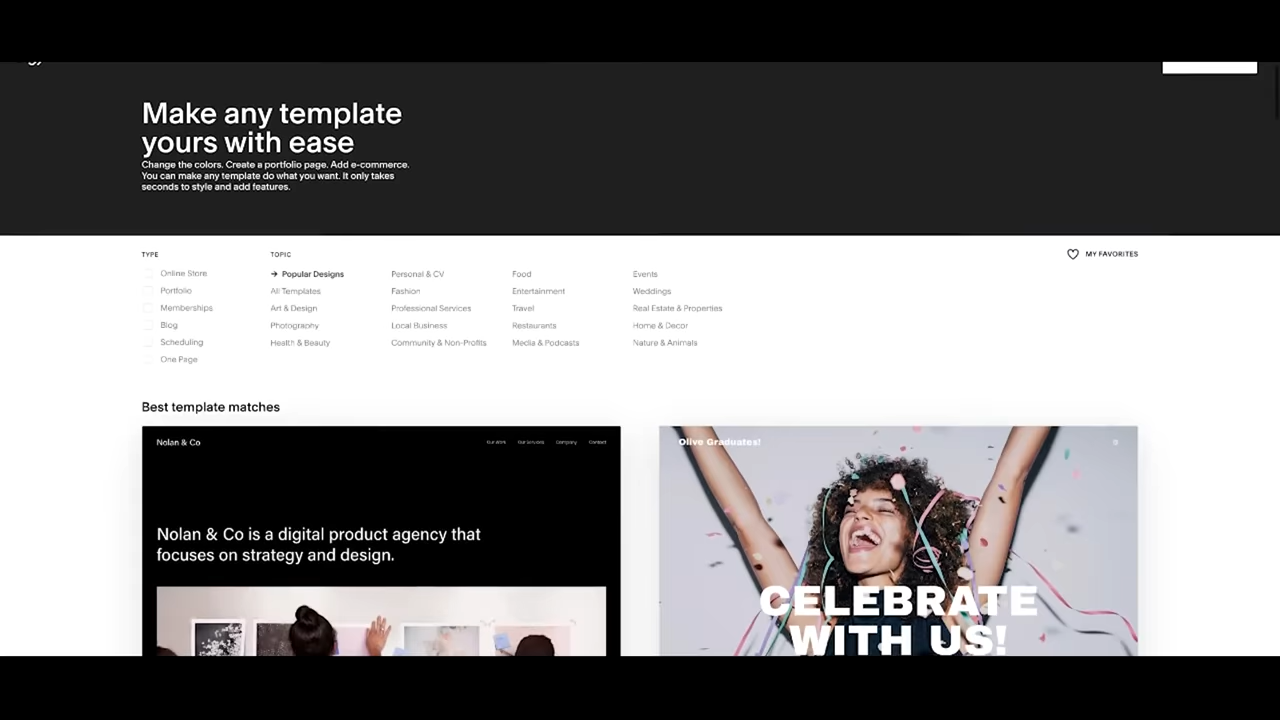 Make any template
yours with ease
Change the colors. Create a portfolio page. Add e-commerce.
You can make any template do what you want. It only takes
seconds to style and add features.
TYPE
Online Store
Portfolio
Memberships
Blog
Scheduling
One Page
TOPIC
→ Popular Designs
All Templates
Art & Design
Photography
Health & Beauty
Personal & CV
Fashion
Professional Services
Local Business
Community & Non-Profits
Food
Entertainment
Travel
Restaurants
Media & Podcasts
Events
Weddings
Real Estate & Properties
Home & Decor
Nature & Animals
MY FAVORITES
Best template matches
Nolan & Co
Our Work Our Services Company Contact
Nolan & Co is a digital product agency that
focuses on strategy and design.
Olive Graduates!
CELEBRATE
WITH US!